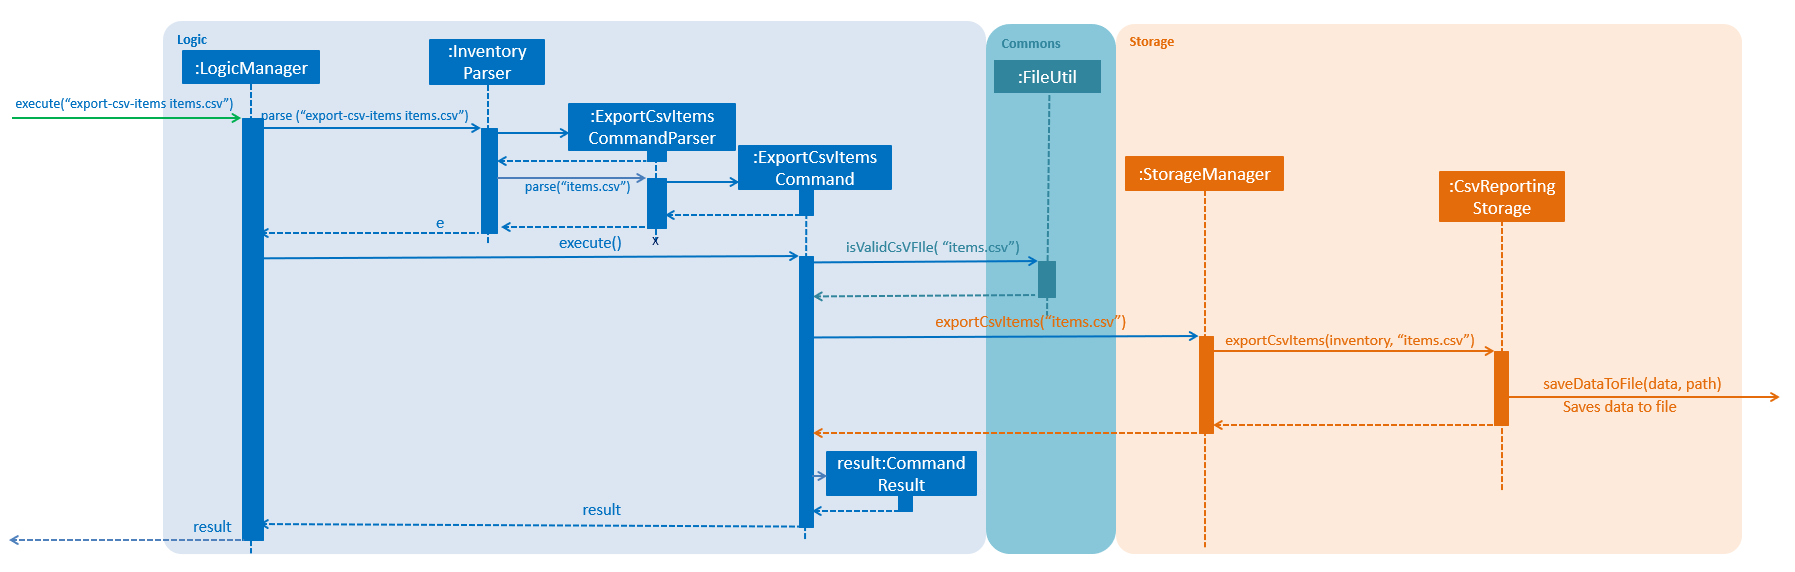 Logic
Commons
Storage
:LogicManager
:Inventory
Parser
:FileUtil
execute(“export-csv-items items.csv”)
parse (“export-csv-items items.csv”)
:ExportCsvItems
CommandParser
:ExportCsvItems
Command
:StorageManager
:CsvReporting
Storage
parse(“items.csv”)
e
x
execute()
isValidCsVFIle( “items.csv”)
exportCsvItems(“items.csv”)
exportCsvItems(inventory, “items.csv”)
saveDataToFile(data, path)
Saves data to file
result:Command
Result
result
result